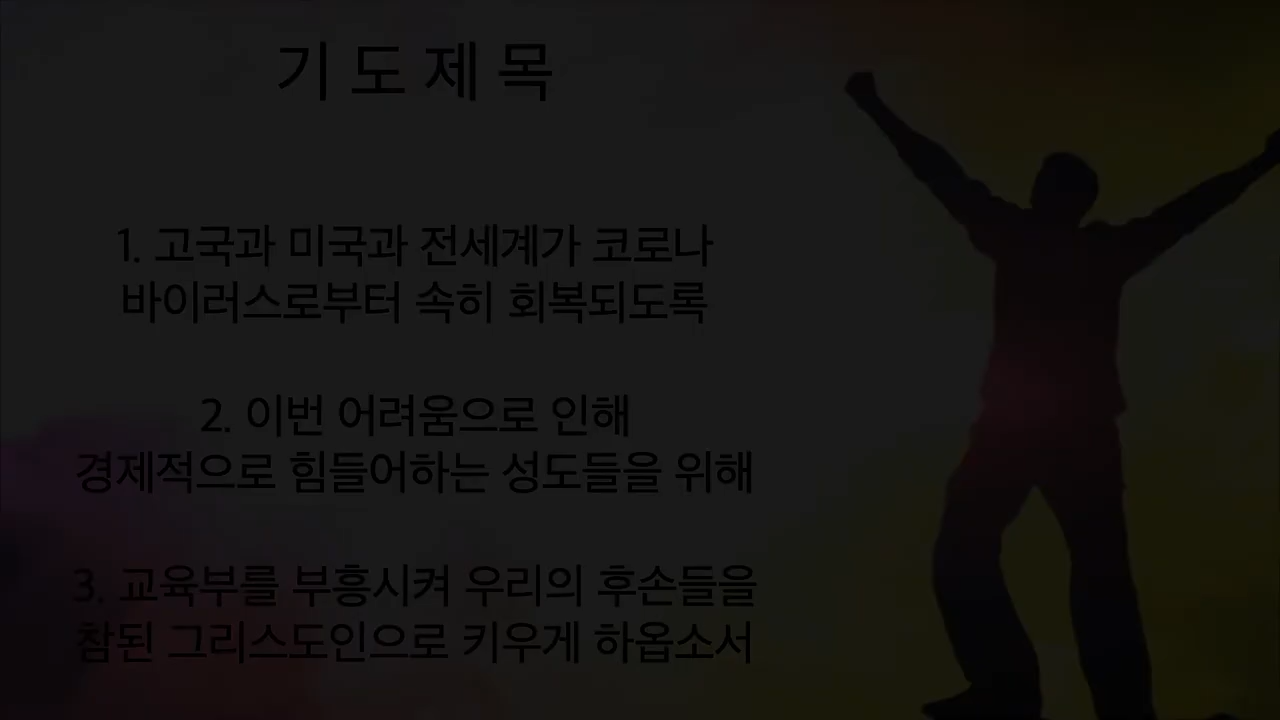 기 도 제 목
1. 고국과 미국과 전세계가 코로나
바이러스로부터 속히 회복되도록
2. 이번 어려움으로 인해
경제적으로 힘들어하는 성도들을 위해
3. 교육부를 부흥시켜 우리의 후손들을
참된 그리스도인으로 키우게 하옵소서